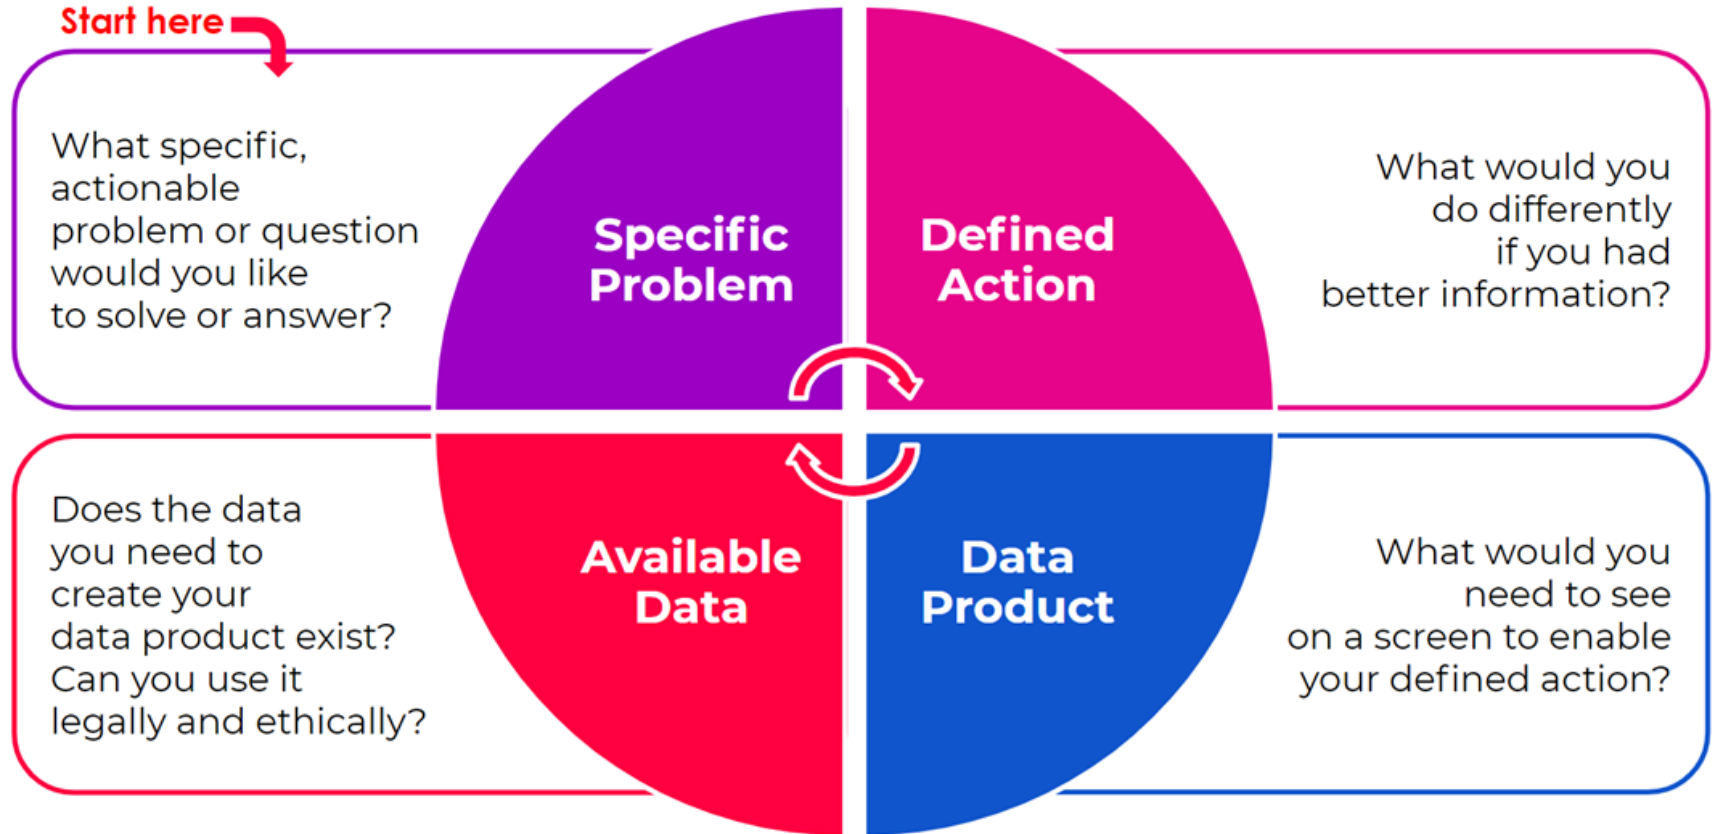 Start here
What specific,
actionable
problem or question
would you like
to solve or answer?
Specific
Problem
Defined
Action
What would you
do differently
if you had
better information?
Does the data
you need to
create your
data product exist?
Can you use it
legally and ethically?
Available
Data
Data
Product
What would you
need to see
on a screen to enable
your defined action?